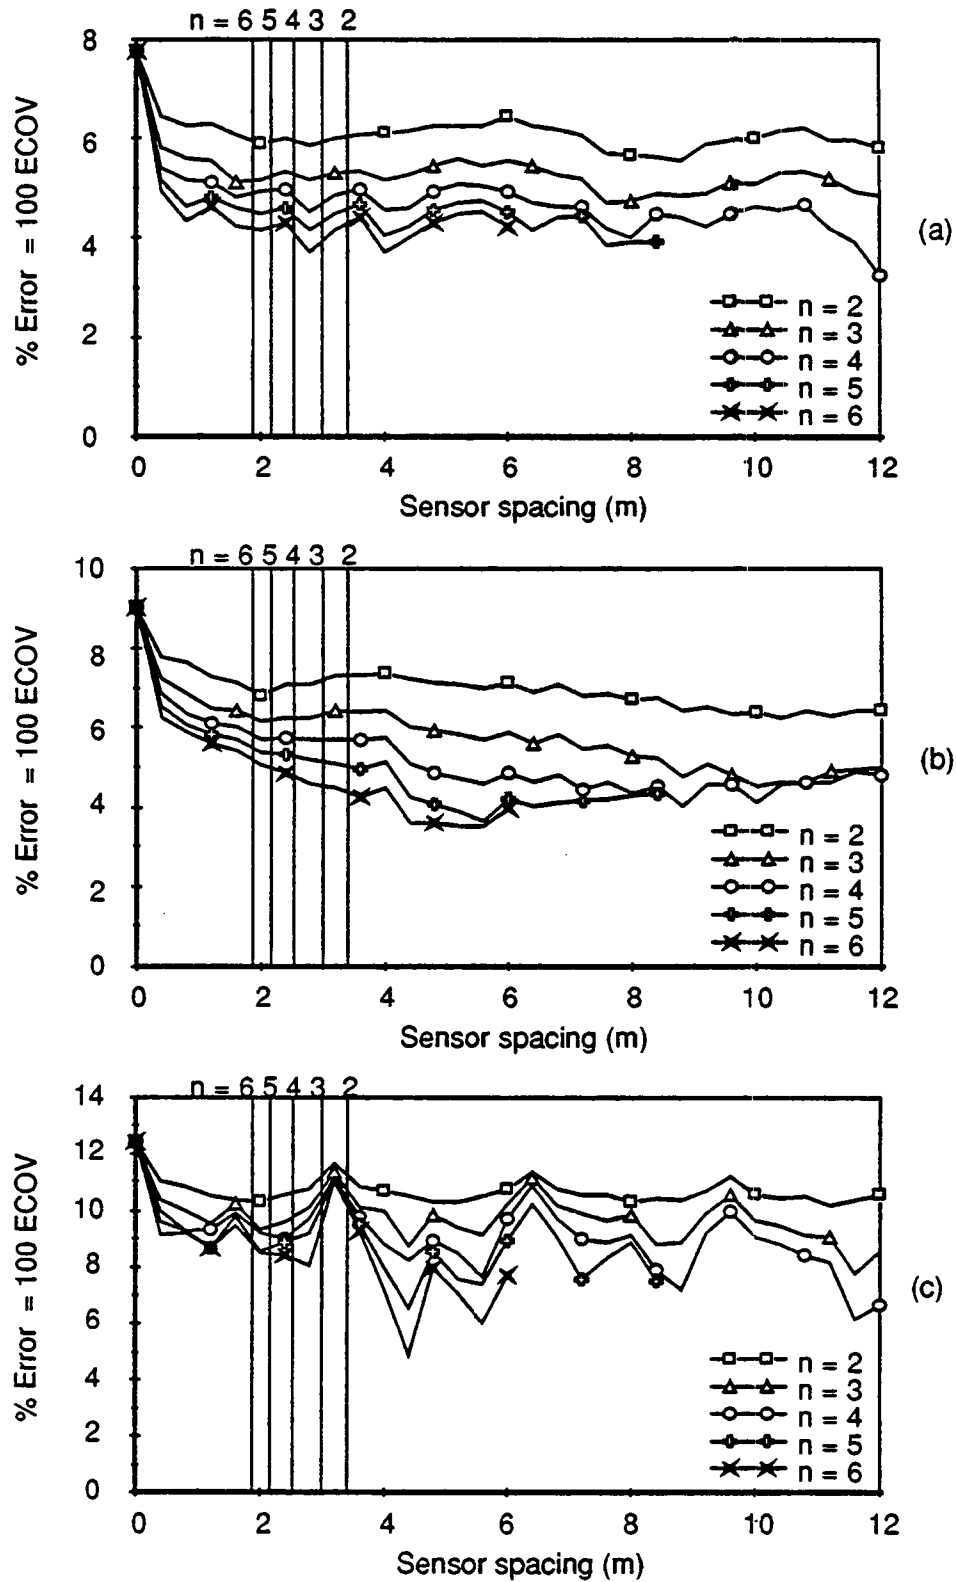 n = 6 5 4 3 2
8
6
4
2
0
% Error = 100 ECOV
n = 2
n = 3
n = 4
n = 5
n = 6
(a)
0 2 4 6 8 10 12
Sensor spacing (m)
n = 6 5 4 3 2
10
8
6
4
2
0
% Error = 100 ECOV
n = 2
n = 3
n = 4
n = 5
n = 6
(b)
0 2 4 6 8 10 12
Sensor spacing (m)
n = 6 5 4 3 2
14
12
10
8
6
4
2
0
% Error = 100 ECOV
n = 2
n = 3
n = 4
n = 5
n = 6
(c)
0 2 4 6 8 10 12
Sensor spacing (m)